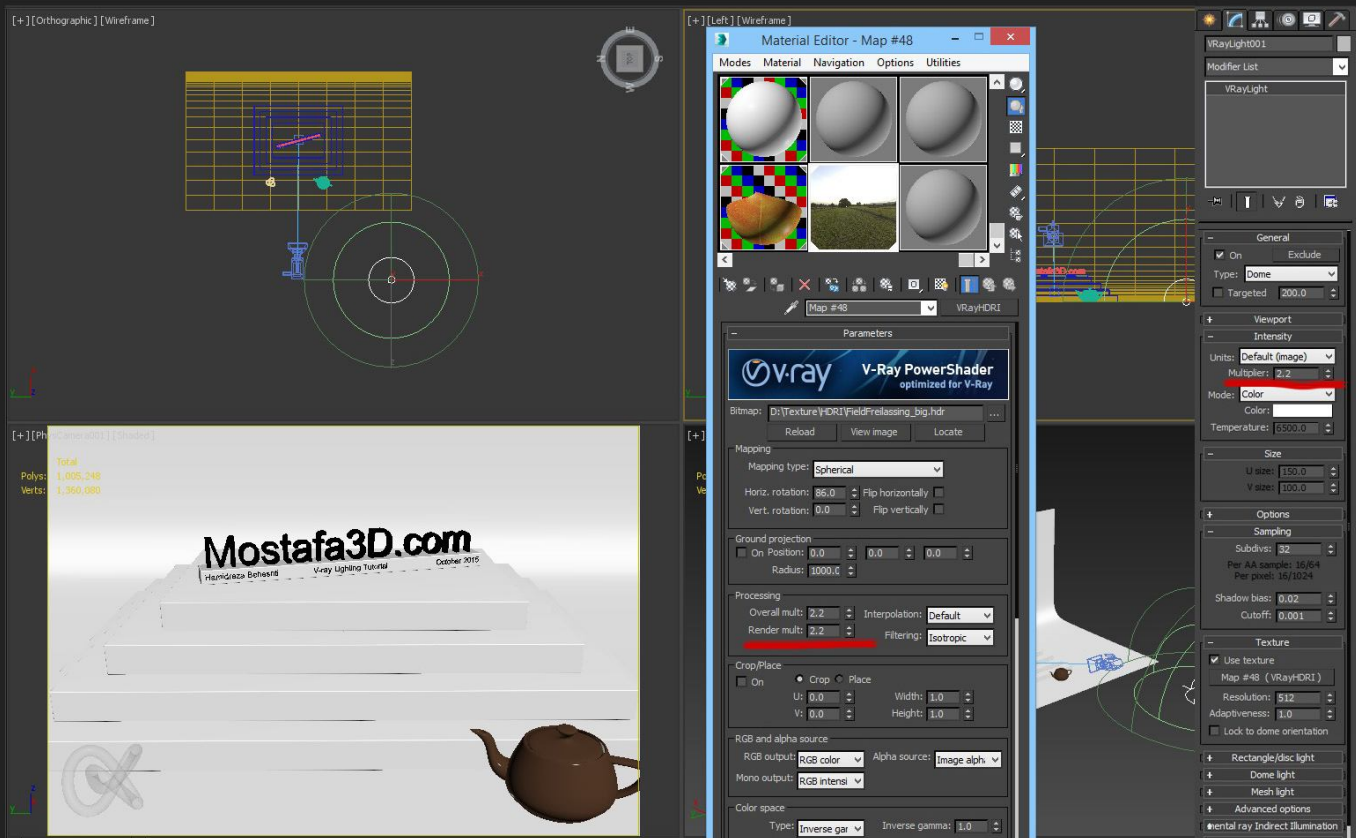 [+][Orthographic][Wireframe]
TOP
[+][Left][Wireframe]
Material Editor - Map #48
Modes Material Navigation Options Utilities
Map #48 VRayHDRI
Parameters
V·ray V-Ray PowerShader
optimized for V-Ray
Bitmap: D:\Texture\HDRI\FieldFreilassing_big.hdr ...
Reload View image Locate
Mapping
Mapping type: Spherical
Horiz. rotation: 86.0 Flip horizontally
Vert. rotation: 0.0 Flip vertically
Ground projection
On Position: 0.0 0.0 0.0
Radius: 1000.0
Processing
Overall mult: 2.2 Interpolation: Default
Render mult: 2.2 Filtering: Isotropic
Crop/Place
On Crop Place
U: 0.0 Width: 1.0
V: 0.0 Height: 1.0
RGB and alpha source
RGB output: RGB color Alpha source: Image alph
Mono output: RGB intensi
Color space
Type: Inverse gar Inverse gamma: 1.0
VRayLight001
Modifier List
VRayLight
General
On Exclude
Type: Dome
Targeted 200.0
Viewport
Intensity
Units: Default (image)
Multiplier: 2.2
Mode: Color
Color:
Temperature: 6500.0
Size
U size: 150.0
V size: 100.0
Options
Sampling
Subdivs: 32
Per AA sample: 16/64
Per pixel: 16/1024
Shadow bias: 0.02
Cutoff: 0.001
Texture
Use texture
Map #48 (VRayHDRI)
Resolution: 512
Adaptiveness: 1.0
Lock to dome orientation
Rectangle/disc light
Dome light
Mesh light
Advanced options
mental ray Indirect Illumination
[+][PhysCamera001][Shaded]
Total
Polys: 1,005,248
Verts: 1,360,080
Mostafa3D.com
Hamidreza Beheshti V-ray Lighting Tutorial October 2015